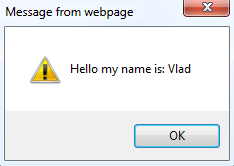 Message from webpage
Hello my name is: Vlad
OK